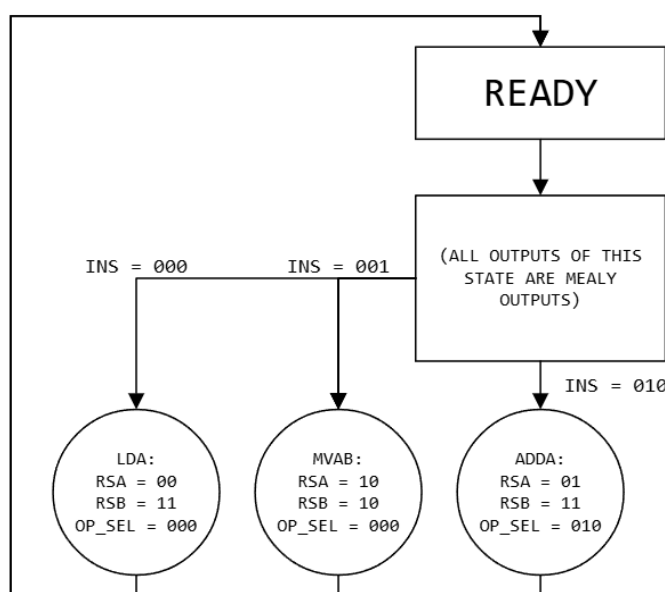 READY
(ALL OUTPUTS OF THIS
STATE ARE MEALY
OUTPUTS)
INS = 000
INS = 001
INS = 010
LDA:
RSA = 00
RSB = 11
OP_SEL = 000
MVAB:
RSA = 10
RSB = 10
OP_SEL = 000
ADDA:
RSA = 01
RSB = 11
OP_SEL = 010